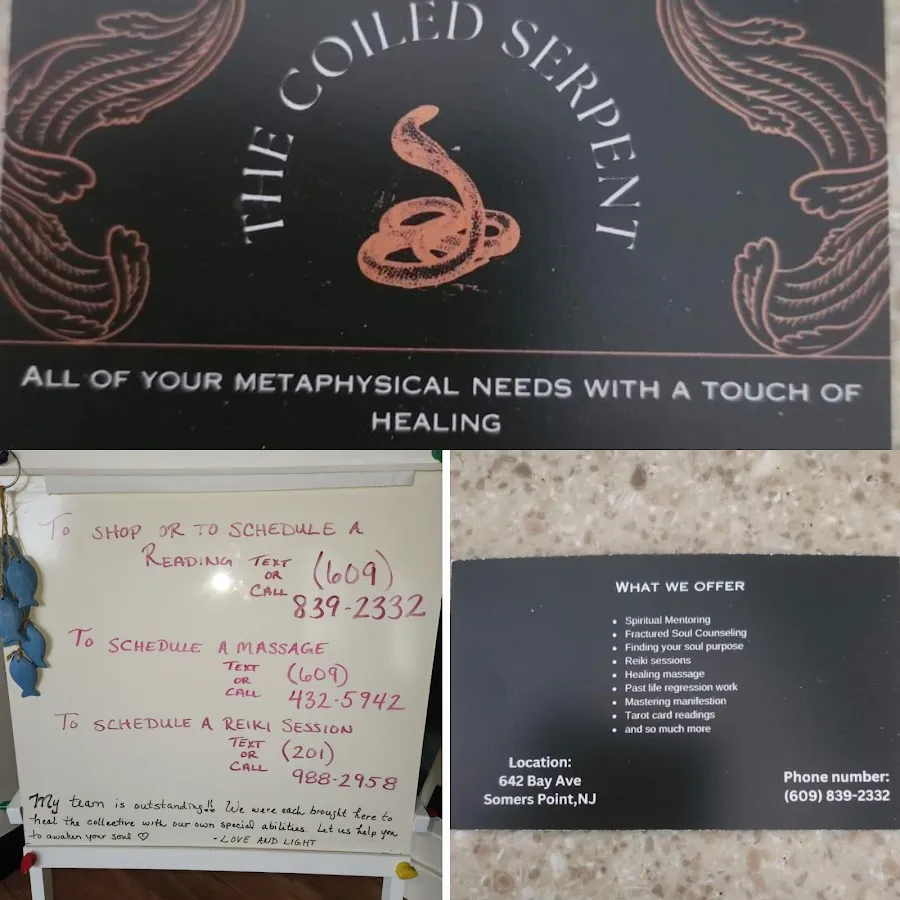 THE COILED SERPENT
ALL OF YOUR METAPHYSICAL NEEDS WITH A TOUCH OF
HEALING
To SHOP OR TO SCHEDULE A
READING TEXT OR CALL (609)
839-2332
To SCHEDULE A MASSAGE
TEXT OR CALL (609)
432-5942
To SCHEDULE A REIKI SESSION
TEXT OR CALL (201)
988-2958
My team is outstanding!! We were each brought here to
heal the collective with our own special abilities. Let us help you
to awaken your soul ♡ - LOVE AND LIGHT
WHAT WE OFFER
• Spiritual Mentoring
• Fractured Soul Counseling
• Finding your soul purpose
• Reiki sessions
• Healing massage
• Past life regression work
• Mastering manifestion
• Tarot card readings
• and so much more
Location:
642 Bay Ave
Somers Point,NJ
Phone number:
(609) 839-2332